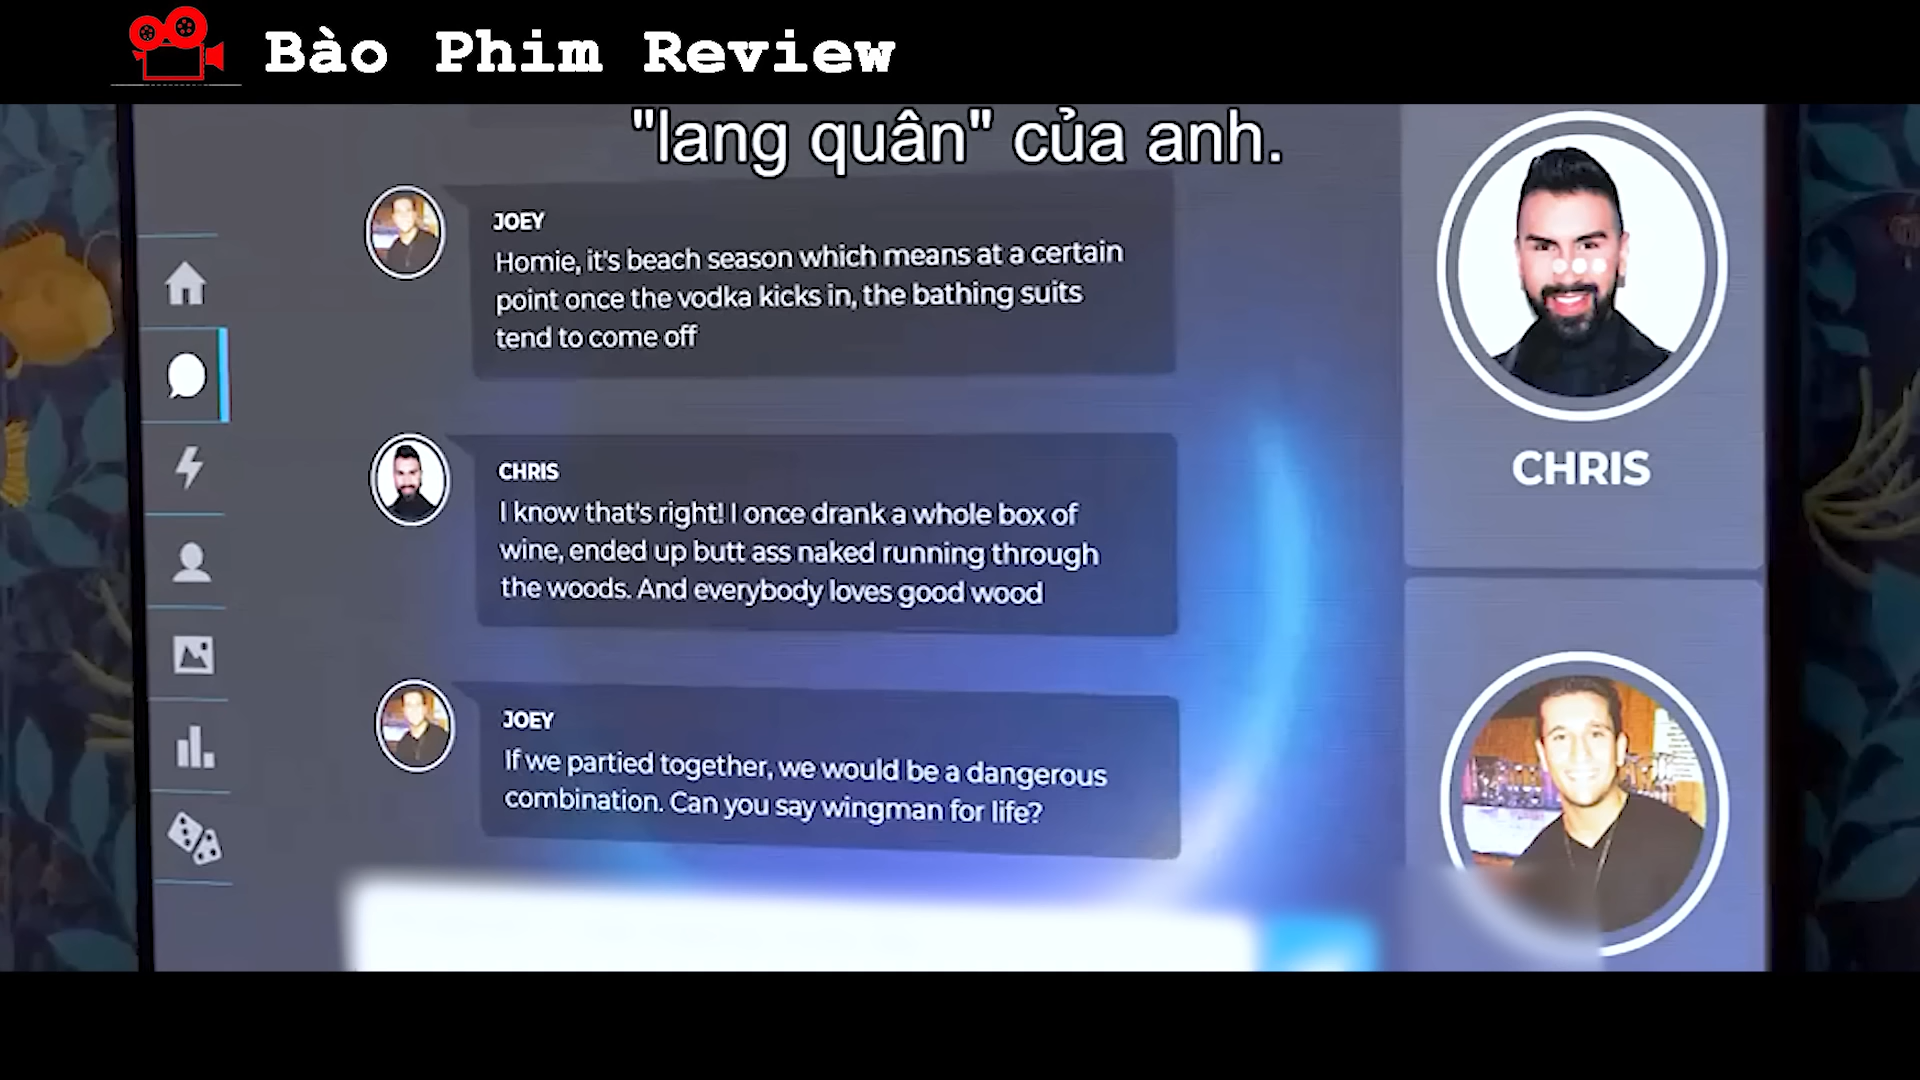 Bào Phim Review
"lang quân" của anh.
JOEY
Homie, it's beach season which means at a certain
point once the vodka kicks in, the bathing suits
tend to come off
CHRIS
I know that's right! I once drank a whole box of
wine, ended up butt ass naked running through
the woods. And everybody loves good wood
JOEY
If we partied together, we would be a dangerous
combination. Can you say wingman for life?
CHRIS